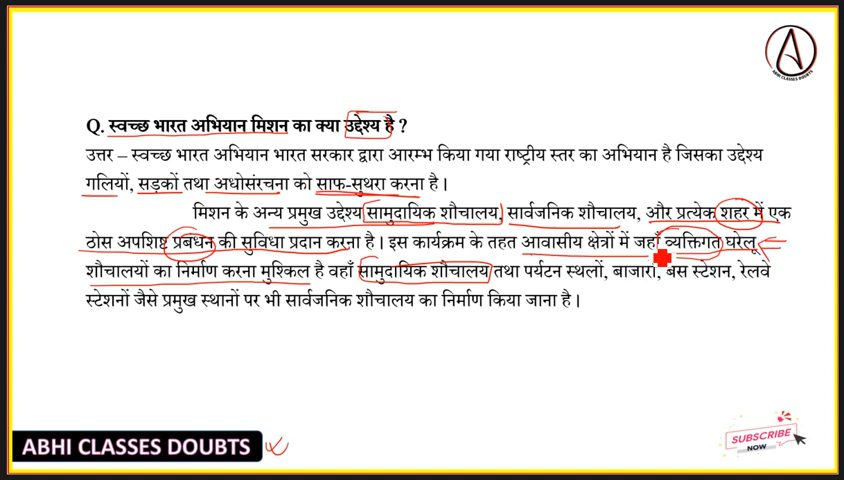 ABHI CLASSES DOUBTS
Q. स्वच्छ भारत अभियान मिशन का क्या उद्देश्य है ?
उत्तर – स्वच्छ भारत अभियान भारत सरकार द्वारा आरम्भ किया गया राष्ट्रीय स्तर का अभियान है जिसका उद्देश्य
गलियों, सड़कों तथा अधोसंरचना को साफ-सुथरा करना है ।
मिशन के अन्य प्रमुख उद्देश्य सामुदायिक शौचालय, सार्वजनिक शौचालय, और प्रत्येक शहर में एक
ठोस अपशिष्ट प्रबंधन की सुविधा प्रदान करना है। इस कार्यक्रम के तहत आवासीय क्षेत्रों में जहाँ व्यक्तिगत घरेलू
शौचालयों का निर्माण करना मुश्किल है वहाँ सामुदायिक शौचालय तथा पर्यटन स्थलों, बाजारों, बस स्टेशन, रेलवे
स्टेशनों जैसे प्रमुख स्थानों पर भी सार्वजनिक शौचालय का निर्माण किया जाना है ।
ABHI CLASSES DOUBTS
SUBSCRIBE
NOW